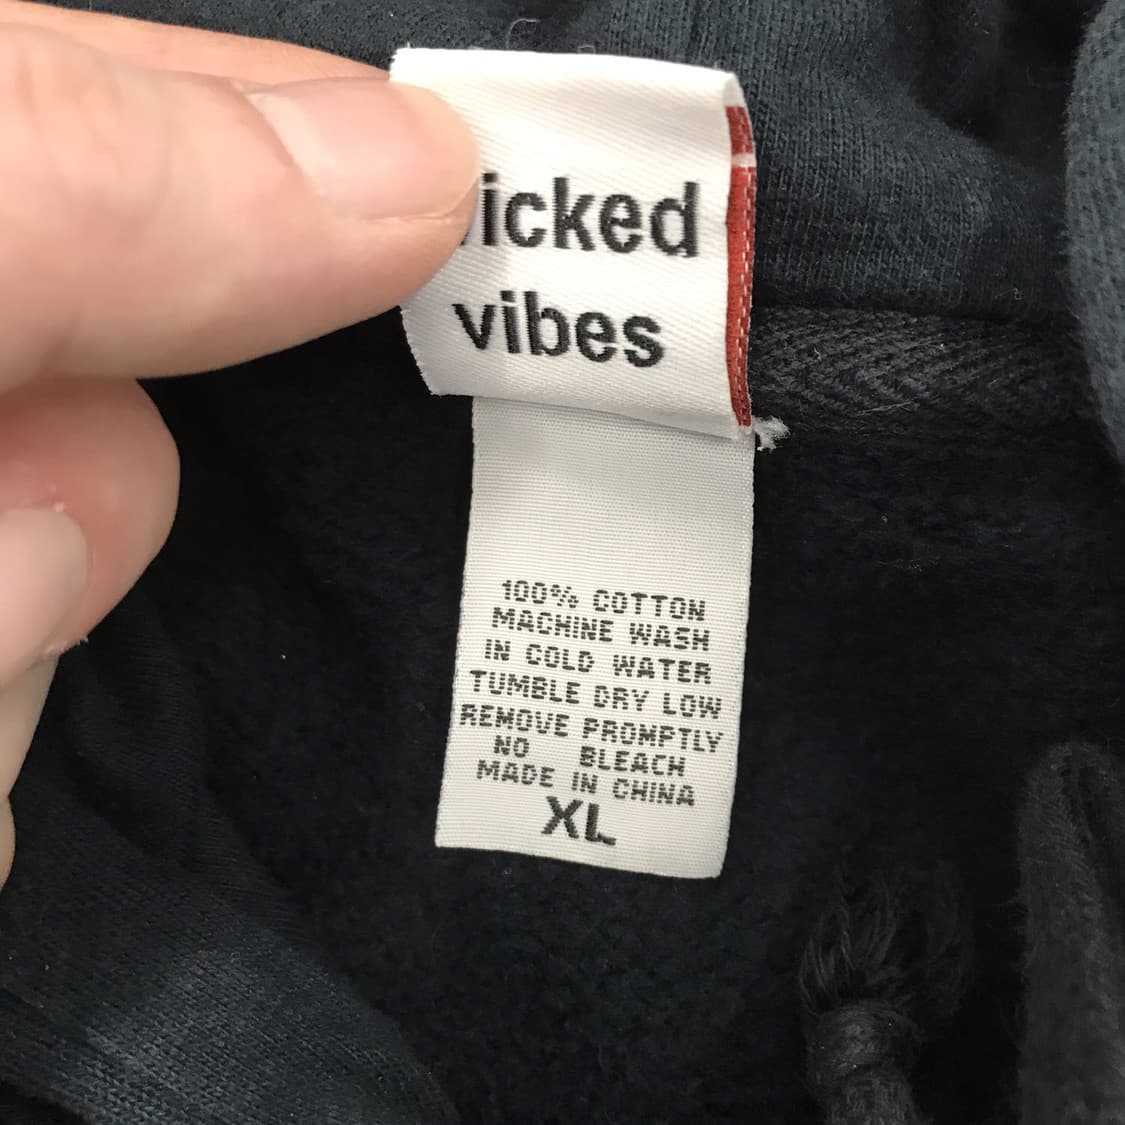 icked
vibes
100% COTTON
MACHINE WASH
IN COLD WATER
TUMBLE DRY LOW
REMOVE PROMPTLY
NO BLEACH
MADE IN CHINA
XL